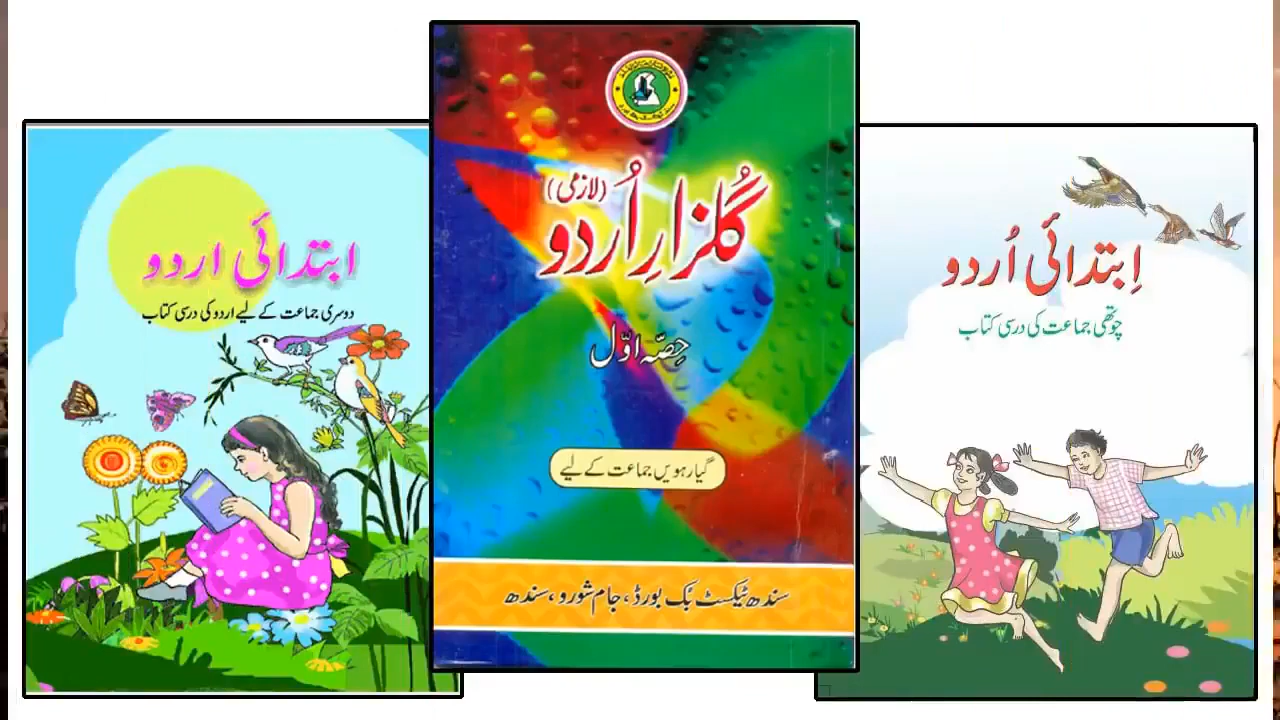 ابتدائی اردو
دوسری جماعت کے لیے اردو کی درسی کتاب
گُلزارِ اُردو (لازمی)
حِصّہ اوّل
گیارہویں جماعت کے لیے
سندھ ٹیکسٹ بک بورڈ، جام شورو، سندھ
اِبتدائی اُردو
چوتھی جماعت کی درسی کتاب